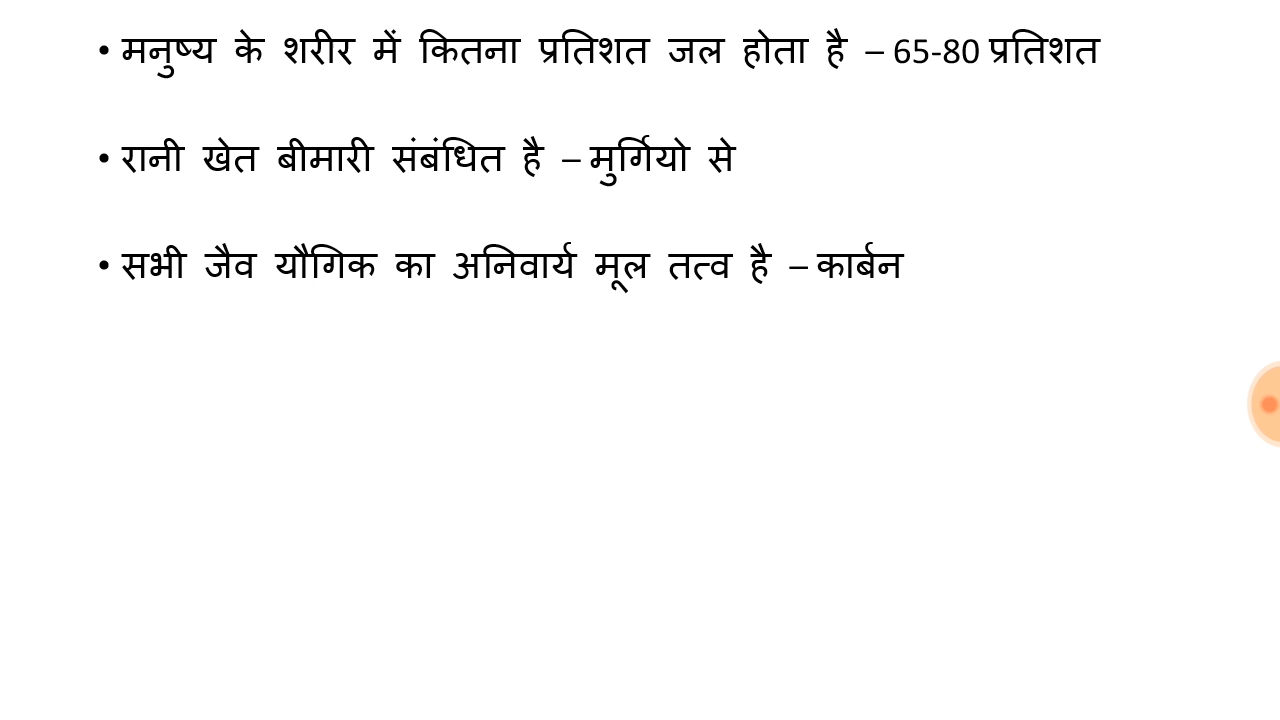 • मनुष्य के शरीर में कितना प्रतिशत जल होता है – 65-80 प्रतिशत
• रानी खेत बीमारी संबंधित है – मुर्गियो से
• सभी जैव यौगिक का अनिवार्य मूल तत्व है – कार्बन